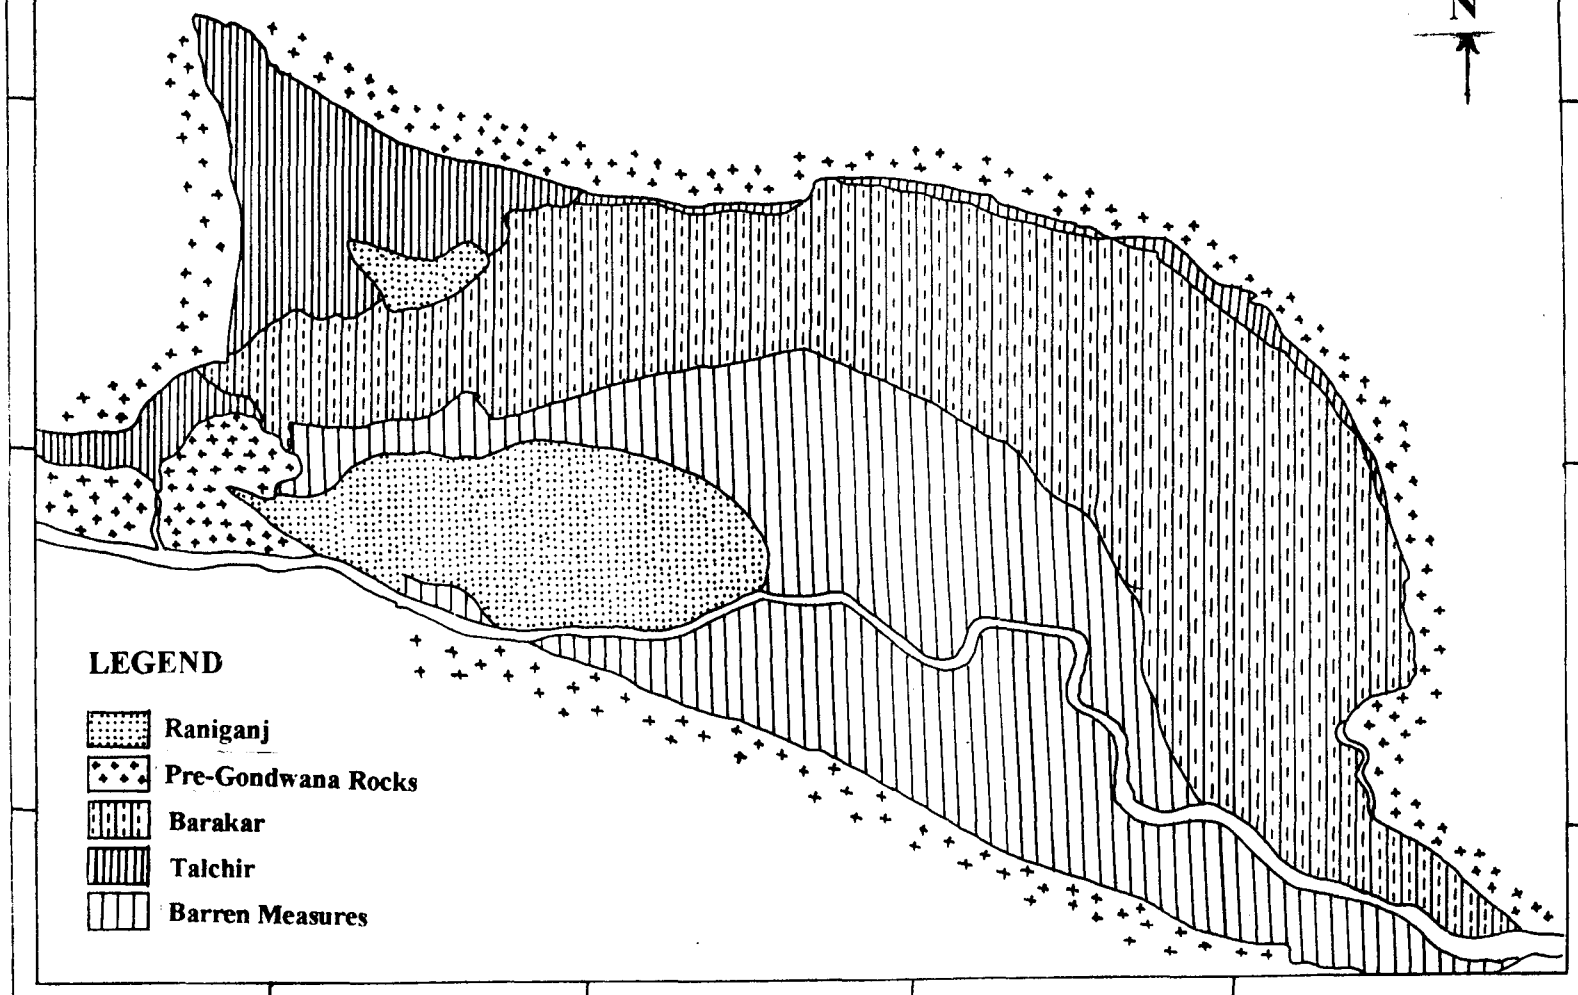 N
LEGEND
Raniganj
Pre-Gondwana Rocks
Barakar
Talchir
Barren Measures